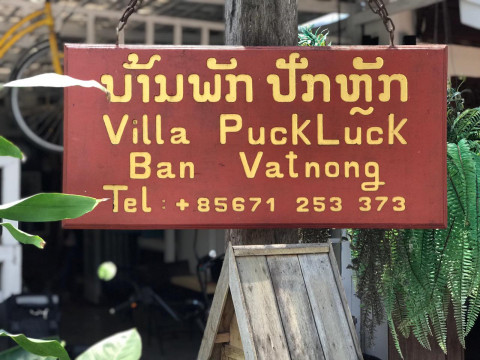 ບ້ານພັກ ປັກຫຼັກ
Villa PuckLuck
Ban Vatnong
Tel: +85671 253 373